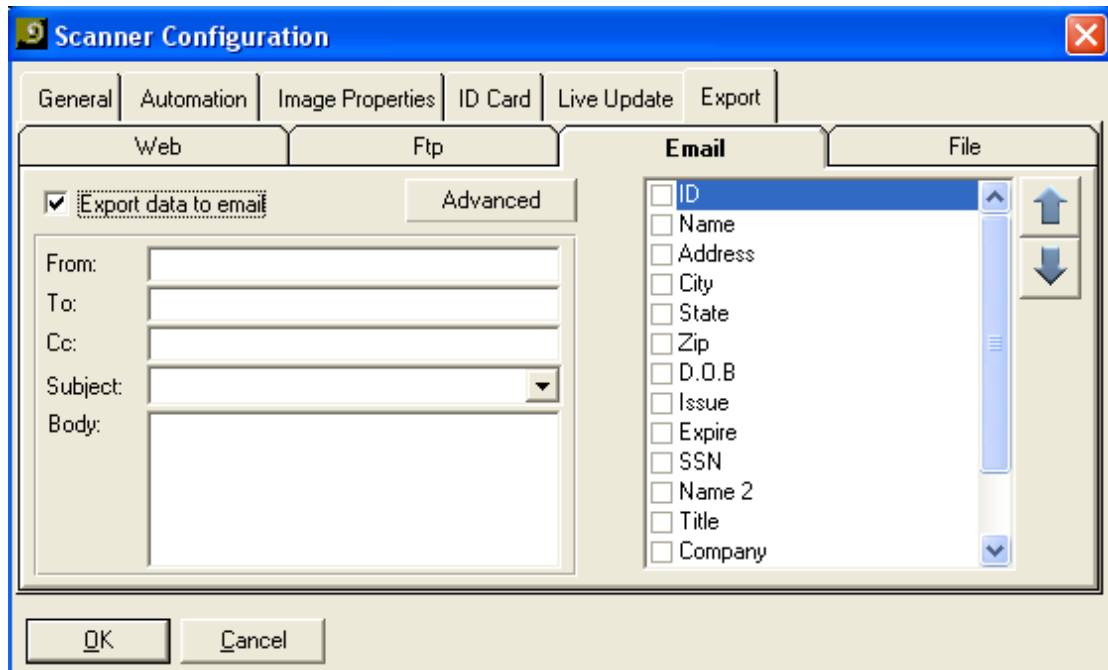 Scanner Configuration
General Automation Image Properties ID Card Live Update Export
Web Ftp Email File
Export data to email Advanced
From:
To:
Cc:
Subject:
Body:
ID
Name
Address
City
State
Zip
D.O.B
Issue
Expire
SSN
Name 2
Title
Company
OK Cancel